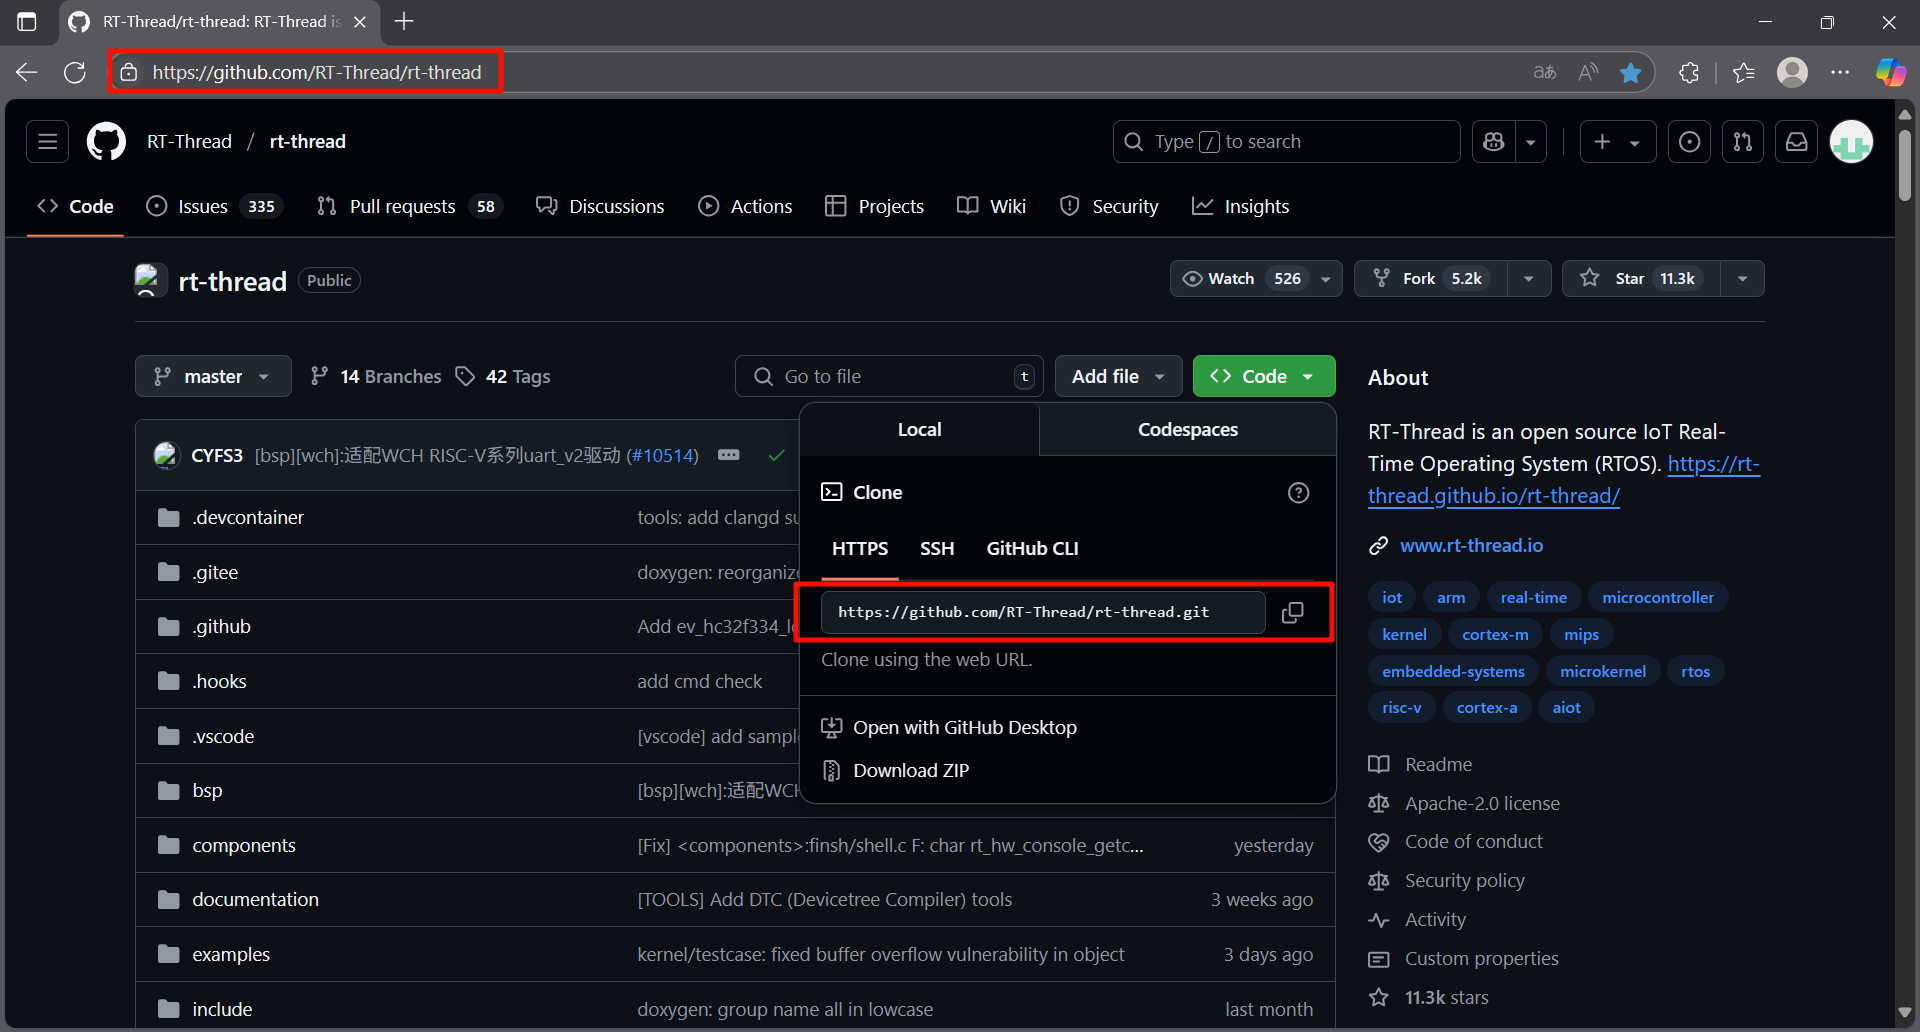 RT-Thread/rt-thread: RT-Thread is
https://github.com/RT-Thread/rt-thread
RT-Thread / rt-thread
Type / to search
Code
Issues 335
Pull requests 58
Discussions
Actions
Projects
Wiki
Security
Insights
rt-thread Public
Watch 526
Fork 5.2k
Star 11.3k
master
14 Branches
42 Tags
Go to file t
Add file
Code
CYFS3 [bsp][wch]:适配WCH RISC-V系列uart_v2驱动 (#10514)
.devcontainer tools: add clangd su
.gitee doxygen: reorganize
.github Add ev_hc32f334_l
.hooks add cmd check
.vscode [vscode] add sampl
bsp [bsp][wch]:适配WCH
components [Fix] <components>:finsh/shell.c F: char rt_hw_console_getc... yesterday
documentation [TOOLS] Add DTC (Devicetree Compiler) tools 3 weeks ago
examples kernel/testcase: fixed buffer overflow vulnerability in object 3 days ago
include doxygen: group name all in lowcase last month
Local
Codespaces
Clone
HTTPS SSH GitHub CLI
https://github.com/RT-Thread/rt-thread.git
Clone using the web URL.
Open with GitHub Desktop
Download ZIP
About
RT-Thread is an open source IoT Real-
Time Operating System (RTOS). https://rt-
thread.github.io/rt-thread/
www.rt-thread.io
iot arm real-time microcontroller
kernel cortex-m mips
embedded-systems microkernel rtos
risc-v cortex-a aiot
Readme
Apache-2.0 license
Code of conduct
Security policy
Activity
Custom properties
11.3k stars